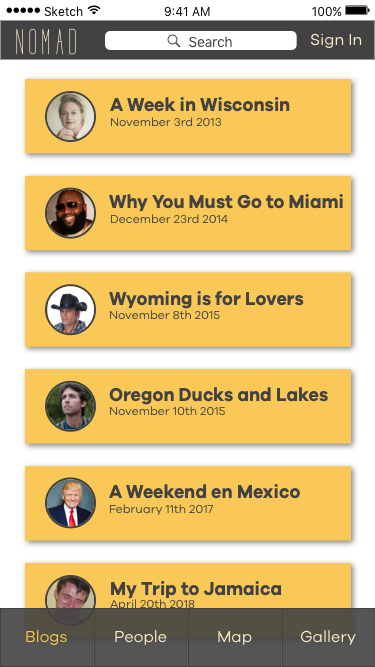 Sketch 9:41 AM 100%
NOMAD Search Sign In
A Week in Wisconsin
November 3rd 2013
Why You Must Go to Miami
December 23rd 2014
Wyoming is for Lovers
November 8th 2015
Oregon Ducks and Lakes
November 10th 2015
A Weekend en Mexico
February 11th 2017
My Trip to Jamaica
April 20th 2018
Blogs People Map Gallery